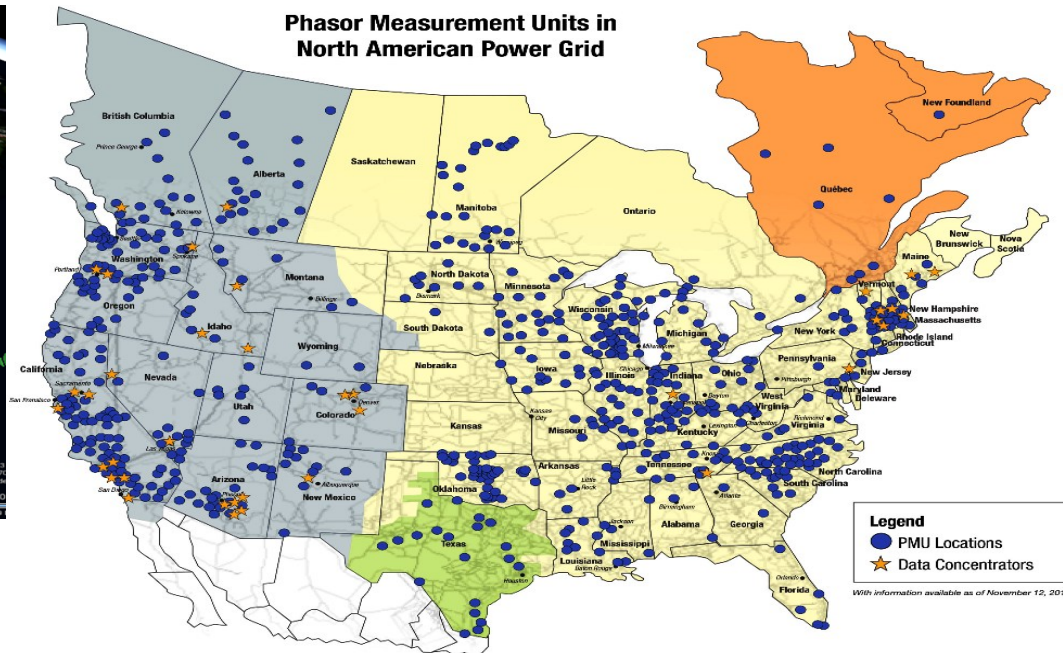 Phasor Measurement Units in
North American Power Grid
British Columbia
Prince George
Alberta
Saskatchewan
Manitoba
Winnipeg
Ontario
Québec
New Foundland
New
Brunswick
Nova
Scotia
Maine
Kelowna
Seattle
Washington
Spokane
Portland
Oregon
Montana
Billings
Idaho
Wyoming
North Dakota
Bismark
South Dakota
Minnesota
Wisconsin
Milwaukee
Michigan
Vermont
New Hampshire
Massachusetts
Rhode Island
Connecticut
New York
Pennsylvania
Pittsburgh
New Jersey
Maryland
Deleware
California
Sacramento
San Fransisco
Nevada
Utah
Colorado
Denver
Nebraska
Iowa
Chicago
Illinois
Indiana
Ohio
Dayton
West
Virginia
Charleston
Richmond
Virginia
Kansas
Kansas
City
Missouri
Lexington
Kentucky
Las Vegas
San Diego
Arizona
Phoenix
Albuquerque
New Mexico
Oklahoma
Arkansas
Little
Rock
Tennessee
North Carolina
South Carolina
Atlanta
Birmingham
Alabama
Georgia
Jackson
Mississippi
Louisiana
Baton Rouge
Texas
Houston
Orlando
Florida
Legend
PMU Locations
Data Concentrators
With information available as of November 12, 201